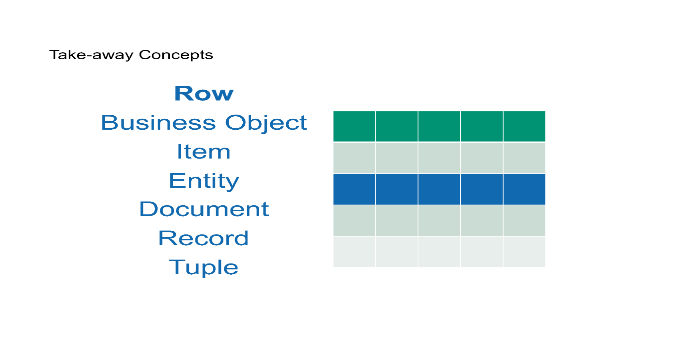 Take-away Concepts
Row
Business Object
Item
Entity
Document
Record
Tuple